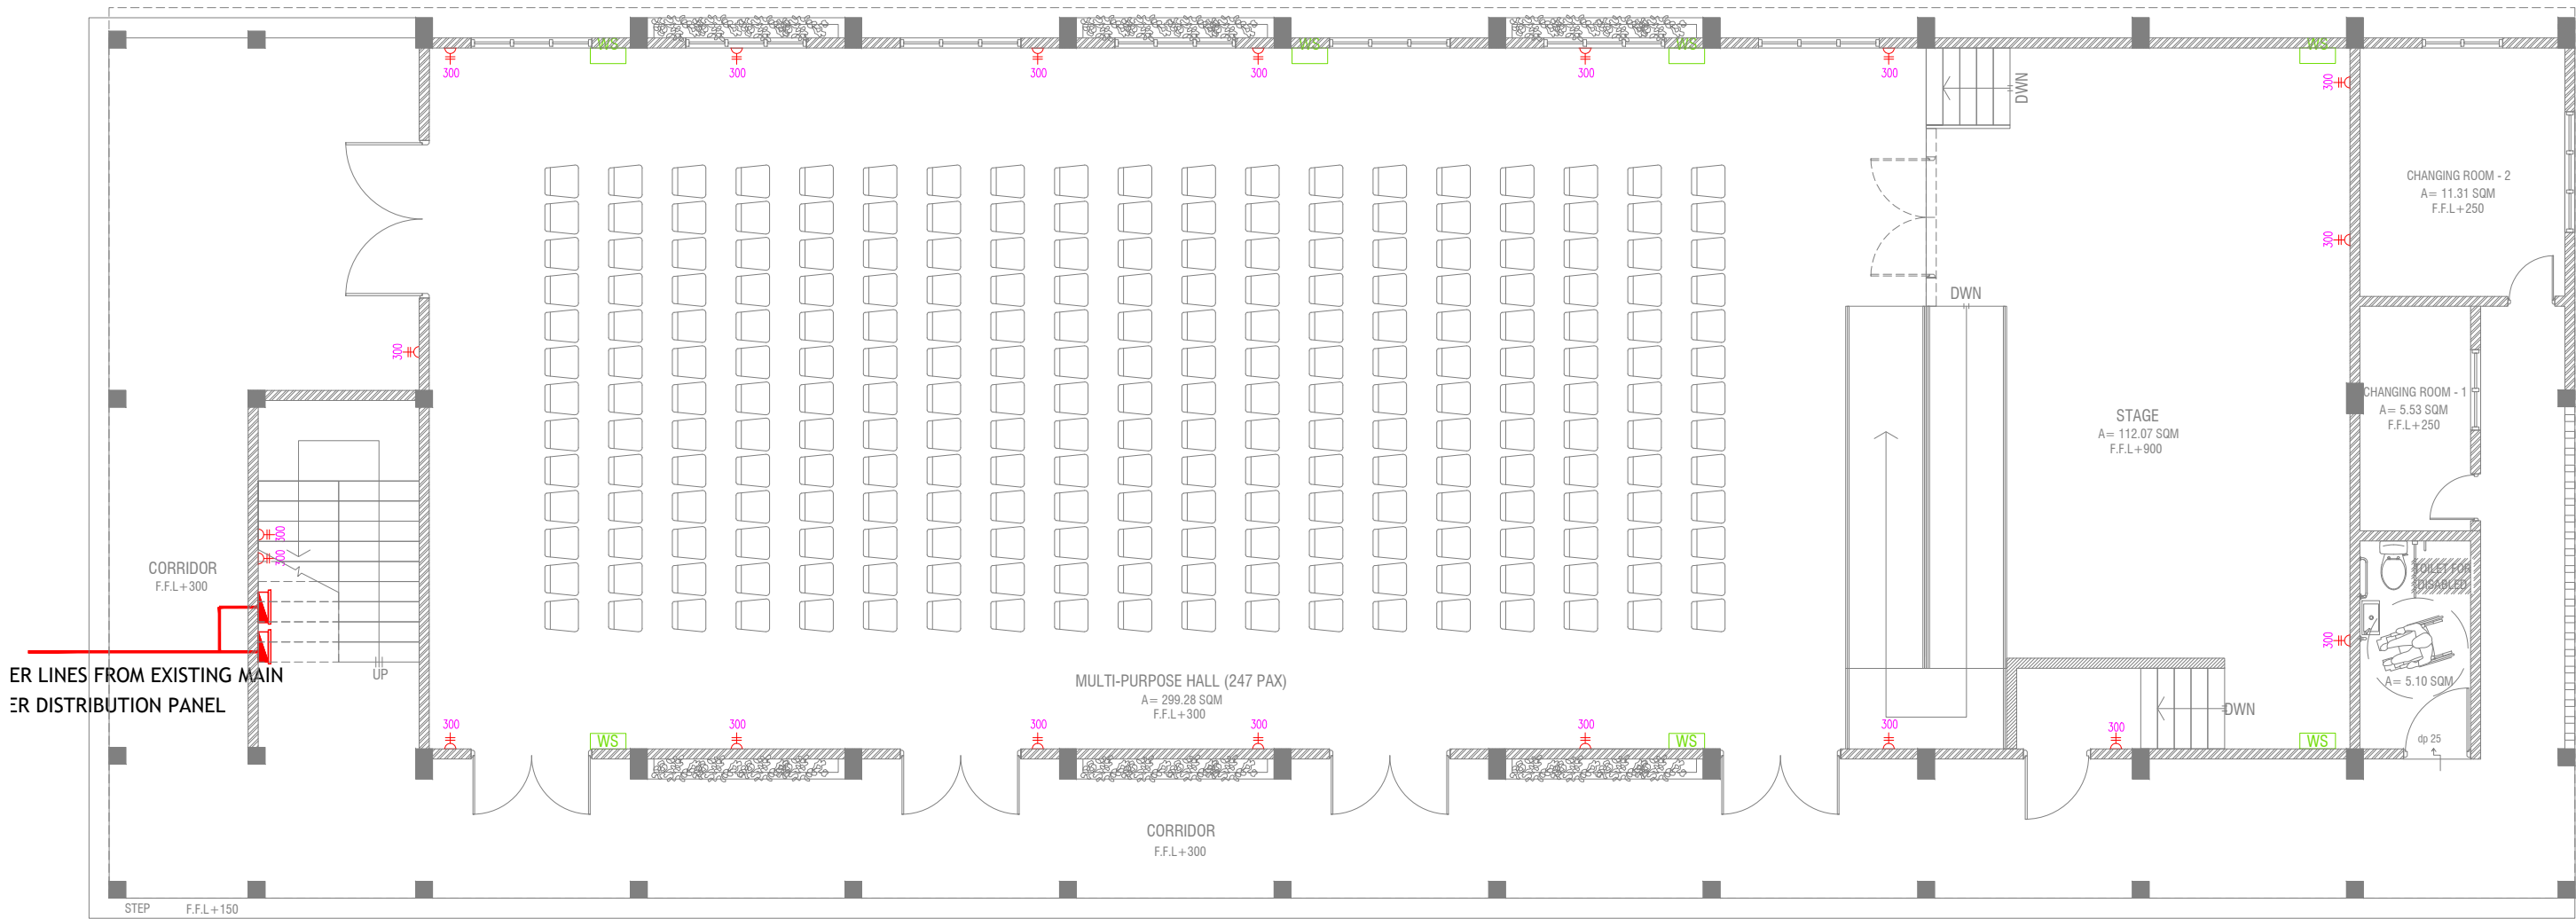 WS
WS
WS
WS
300
300
300
300
300
300
300
DWN
CHANGING ROOM - 2
A= 11.31 SQM
F.F.L+250
300
DWN
300
CHANGING ROOM - 1
A= 5.53 SQM
F.F.L+250
STAGE
A= 112.07 SQM
F.F.L+900
300
300
CORRIDOR
F.F.L+300
TOILET FOR
DISABLED
300
ER LINES FROM EXISTING MAIN
ER DISTRIBUTION PANEL
UP
MULTI-PURPOSE HALL (247 PAX)
A= 299.28 SQM
F.F.L+300
A= 5.10 SQM
DWN
300
300
300
300
300
300
300
WS
WS
WS
dp 25
CORRIDOR
F.F.L+300
STEP
F.F.L+150